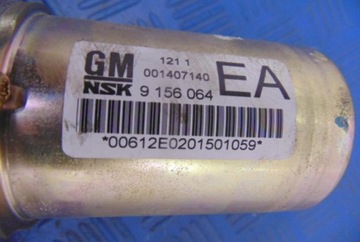 GM 121 1
001407140 EA
NSK 9 156 064
*00612E0201501059*